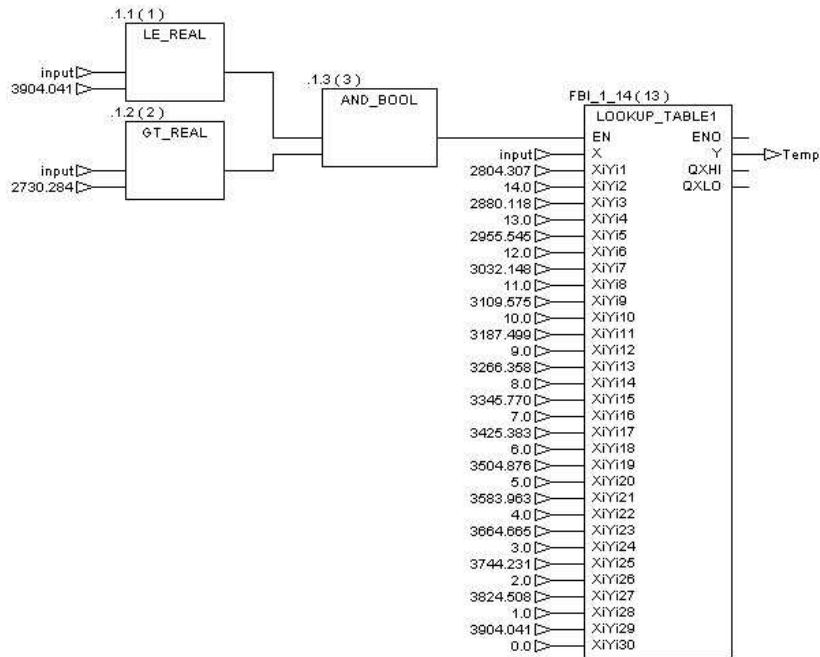 .1.1 ( 1 )
LE_REAL
input
3904.041
.1.2 ( 2 )
GT_REAL
input
2730.284
.1.3 ( 3 )
AND_BOOL
FBI_1_14 ( 13 )
LOOKUP_TABLE1
EN ENO
input X Y Temp
2804.307 XiYi1 QXHI
14.0 XiYi2 QXLO
2880.118 XiYi3
13.0 XiYi4
2955.545 XiYi5
12.0 XiYi6
3032.148 XiYi7
11.0 XiYi8
3109.575 XiYi9
10.0 XiYi10
3187.499 XiYi11
9.0 XiYi12
3266.358 XiYi13
8.0 XiYi14
3345.770 XiYi15
7.0 XiYi16
3425.383 XiYi17
6.0 XiYi18
3504.876 XiYi19
5.0 XiYi20
3583.963 XiYi21
4.0 XiYi22
3664.665 XiYi23
3.0 XiYi24
3744.231 XiYi25
2.0 XiYi26
3824.508 XiYi27
1.0 XiYi28
3904.041 XiYi29
0.0 XiYi30